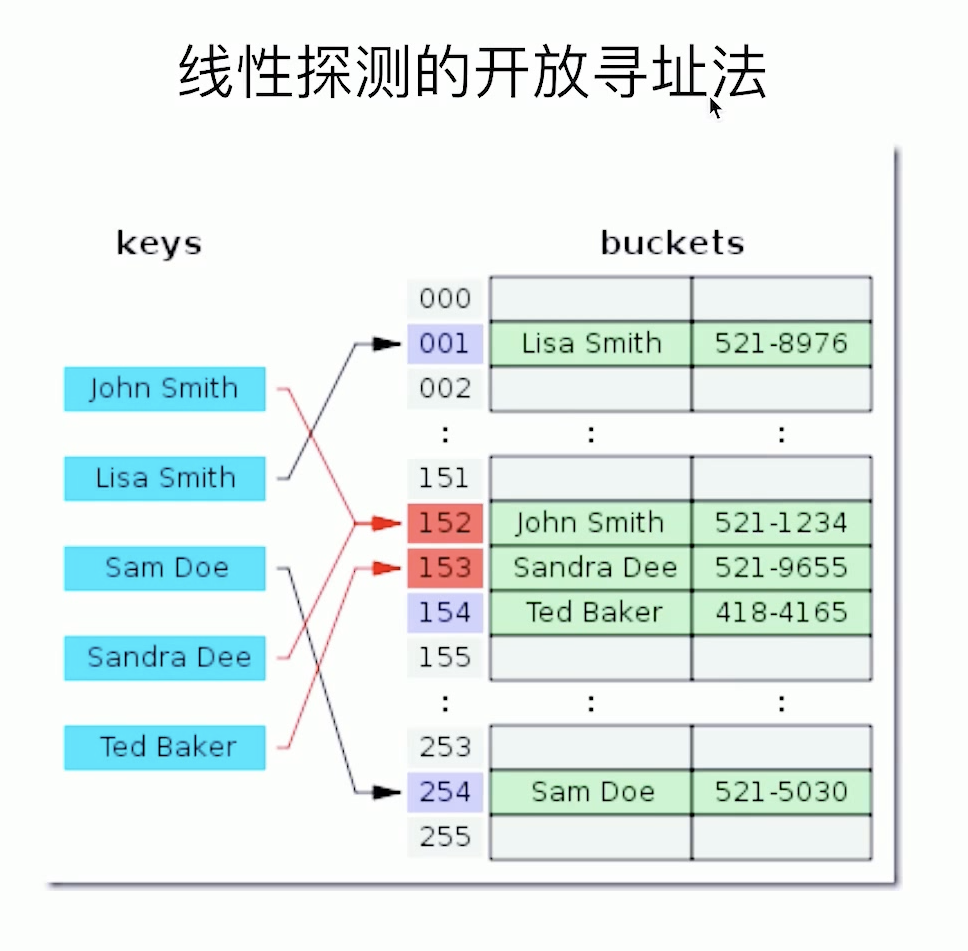 线性探测的开放寻址法
keys
buckets
000
001 Lisa Smith 521-8976
John Smith
002
: : :
Lisa Smith
151
152 John Smith 521-1234
Sam Doe
153 Sandra Dee 521-9655
154 Ted Baker 418-4165
Sandra Dee
155
: : :
Ted Baker
253
254 Sam Doe 521-5030
255